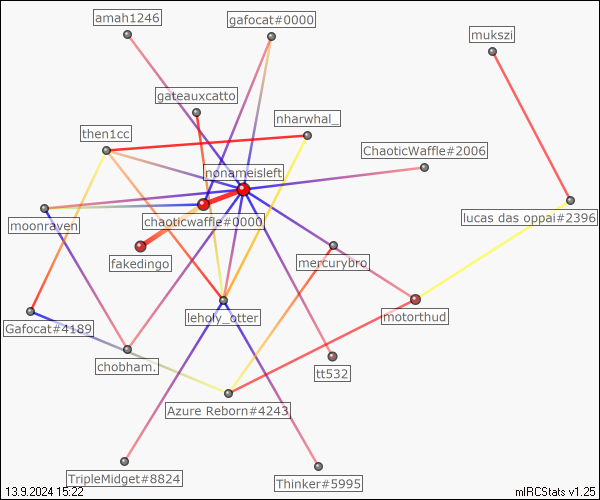 amah1246
gafocat#0000
mukszi
gateauxcatto
nharwhal_
then1cc
ChaoticWaffle#2006
nonameisleft
moonraven
chaoticwaffle#0000
lucas das oppai#2396
fakedingo
mercurybro
Gafocat#4189
leholy_otter
motorthud
chobham.
tt532
Azure Reborn#4243
TripleMidget#8824
Thinker#5995
13.9.2024 15:22
mIRCStats v1.25